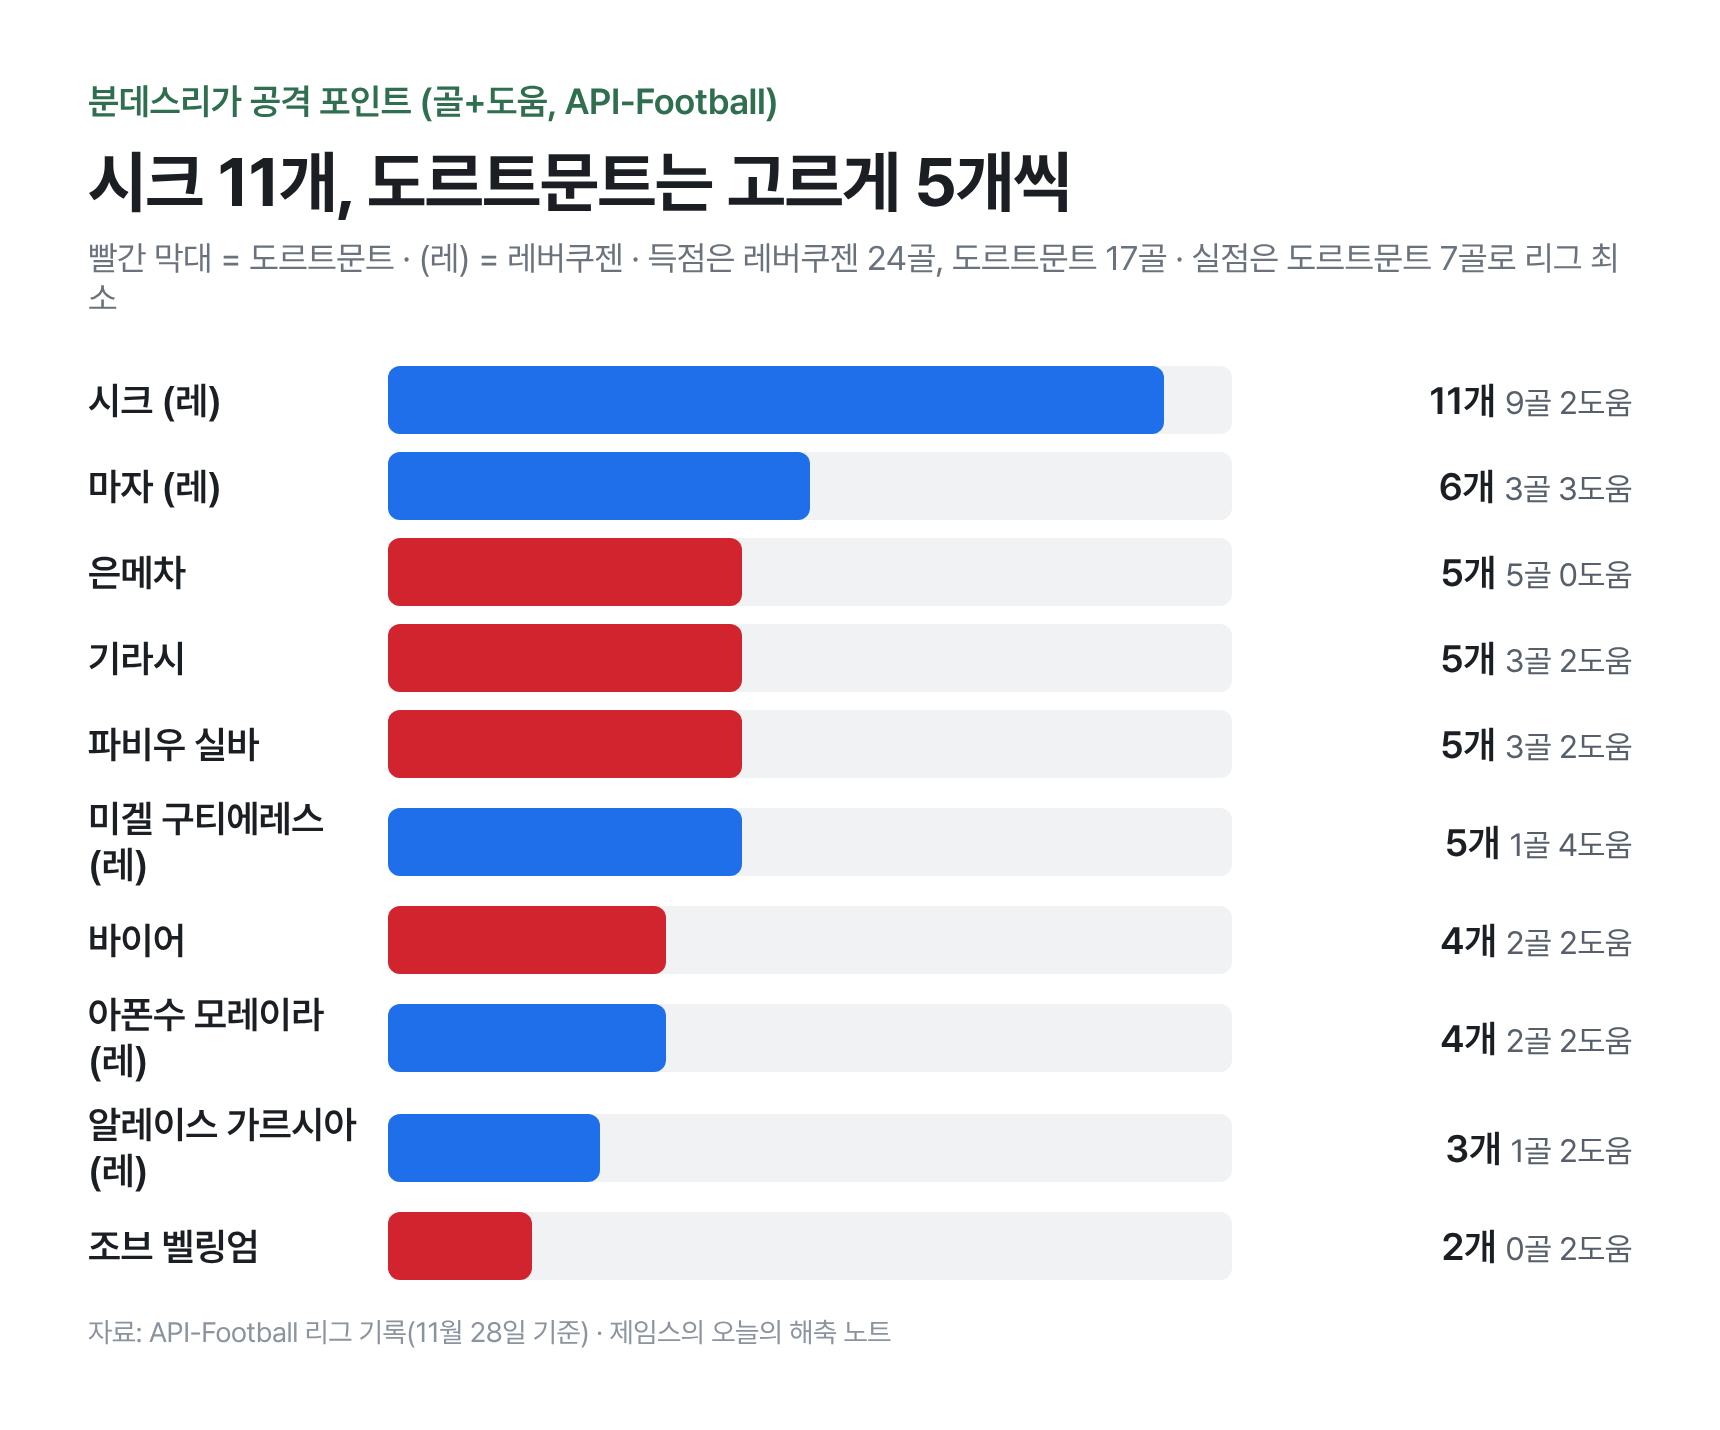 분데스리가 공격 포인트 (골+도움, API-Football)
시크 11개, 도르트문트는 고르게 5개씩
빨간 막대 = 도르트문트 · (레) = 레버쿠젠 · 득점은 레버쿠젠 24골, 도르트문트 17골 · 실점은 도르트문트 7골로 리그 최
소
시크 (레) 11개 9골 2도움
마자 (레) 6개 3골 3도움
은메차 5개 5골 0도움
기라시 5개 3골 2도움
파비우 실바 5개 3골 2도움
미겔 구티에레스
(레) 5개 1골 4도움
바이어 4개 2골 2도움
아폰수 모레이라
(레) 4개 2골 2도움
알레이스 가르시아
(레) 3개 1골 2도움
조브 벨링엄 2개 0골 2도움
자료: API-Football 리그 기록(11월 28일 기준) · 제임스의 오늘의 해축 노트